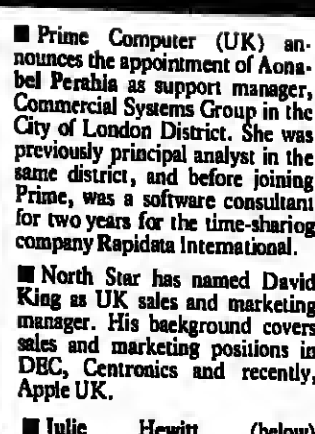 ■ Prime Computer (UK) an-
nounces the appointment of Aona-
bel Perahia as support manager,
Commercial Systems Group in the
City of London District. She was
previously principal analyst in the
same district, and before joining
Prime, was a software consultant
for two years for the time-shariog
company Rapidata International.
■ North Star has named David
King as UK sales and marketing
manager. His background covers
sales and marketing positions in
DEC, Centronics and recently,
Apple UK.
■ Julie Hewitt (below)